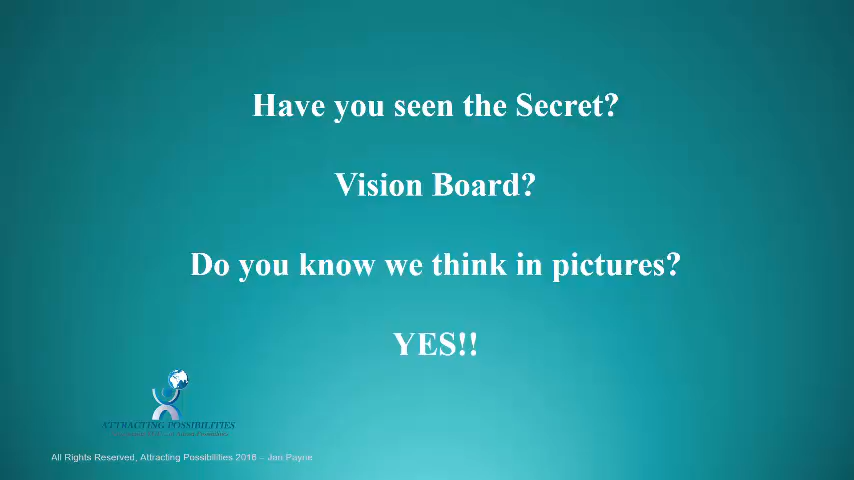 Have you seen the Secret?
Vision Board?
Do you know we think in pictures?
YES!!
ATTRACTING POSSIBILITIES
All Rights Reserved, Attracting Possibilities 2016 – Jan Payne